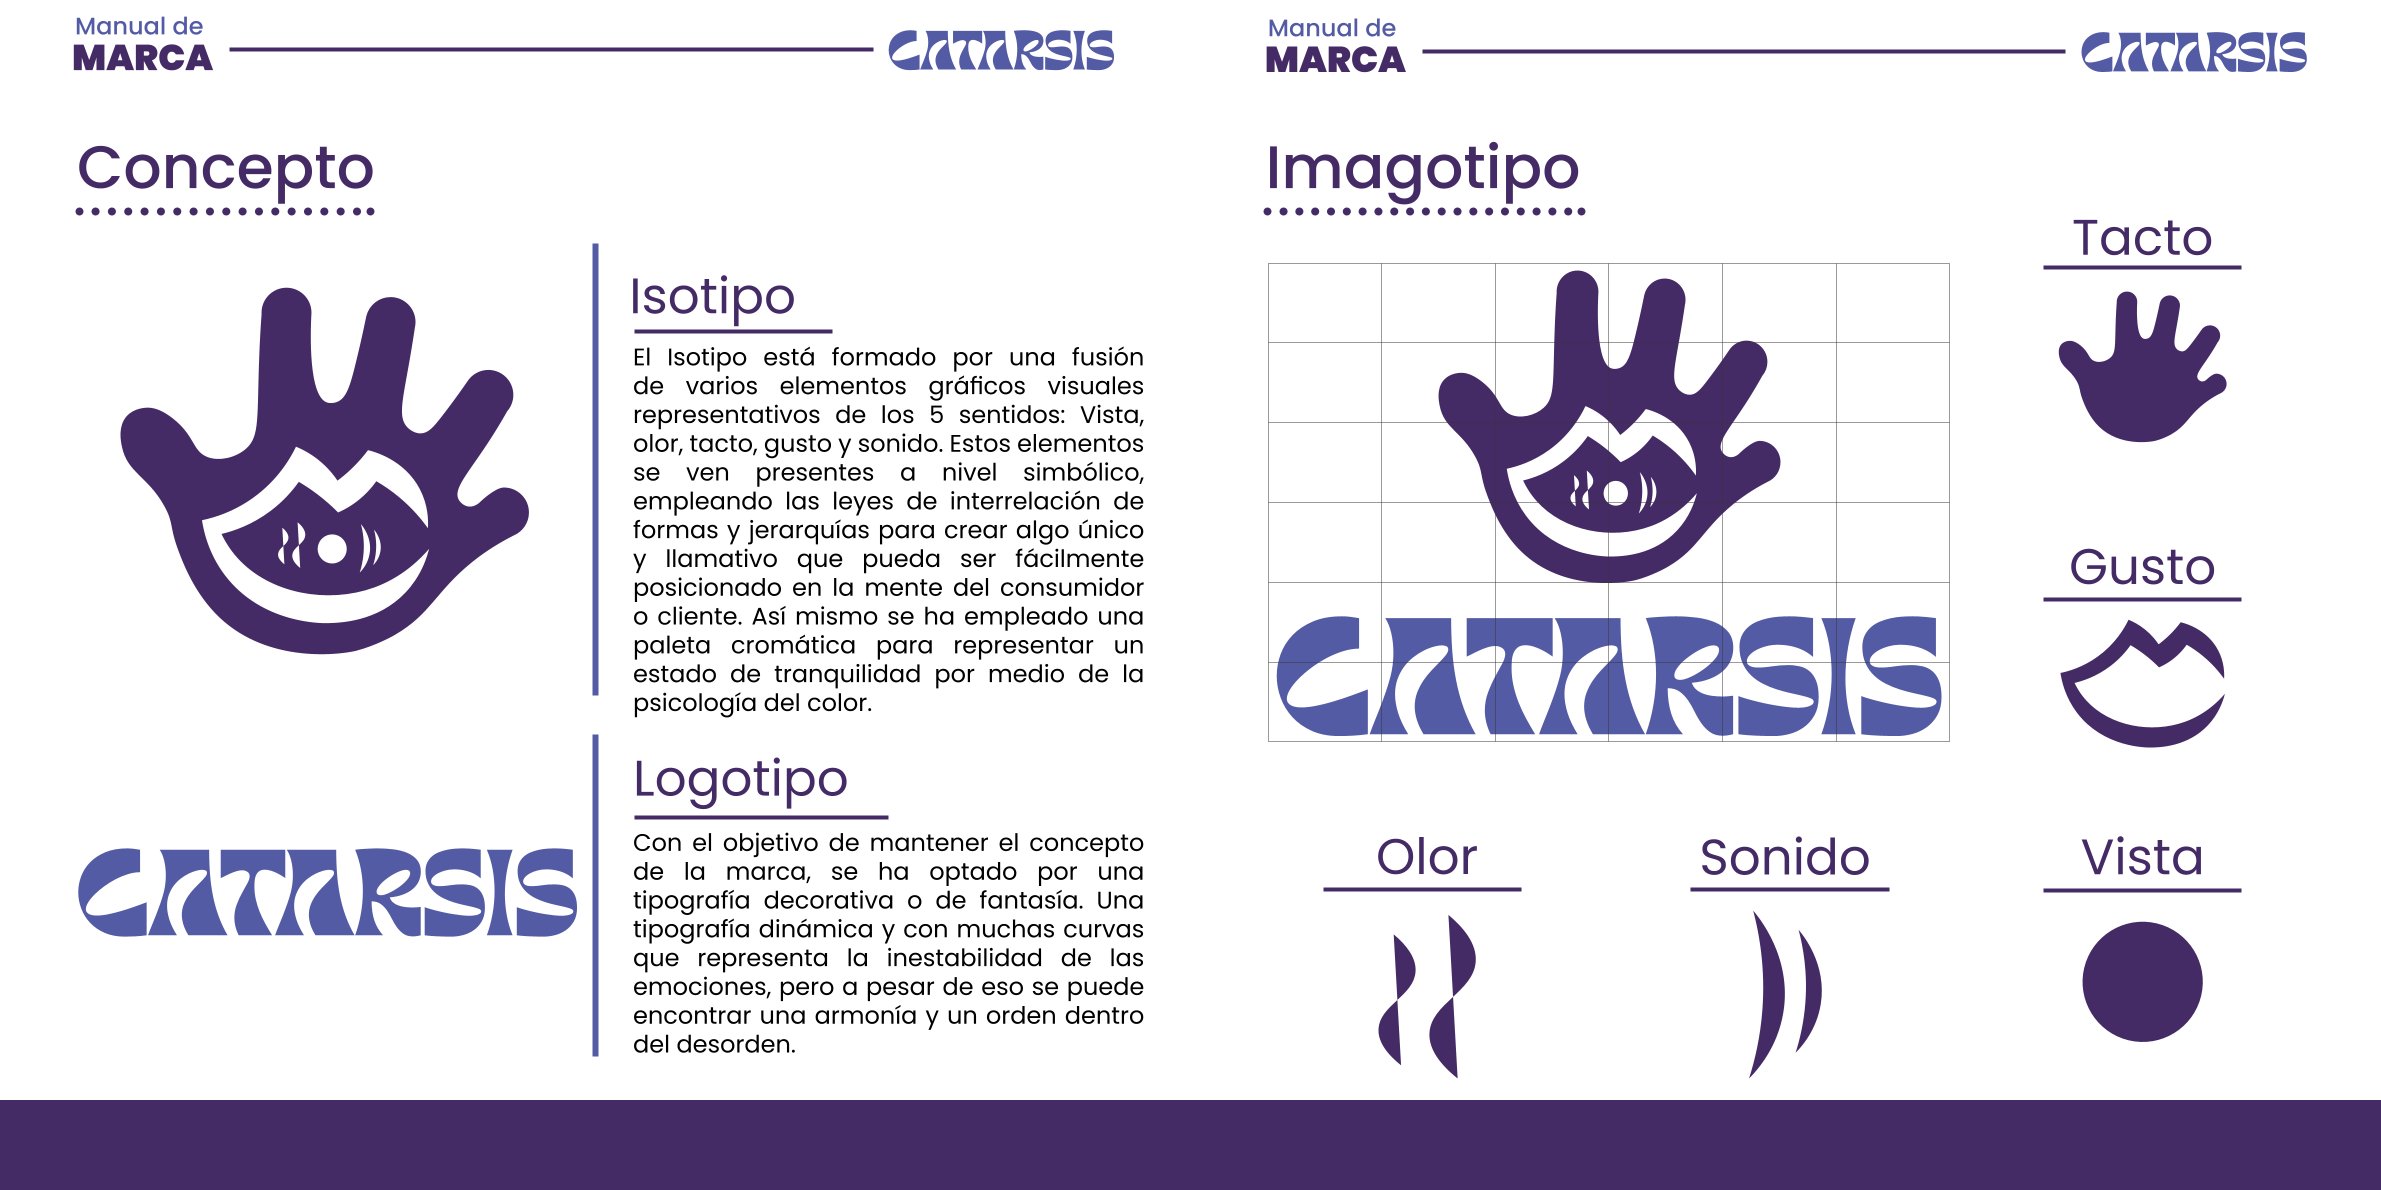 Manual de
MARCA
CATARSIS
Concepto
Isotipo
El Isotipo está formado por una fusión
de varios elementos gráficos visuales
representativos de los 5 sentidos: Vista,
olor, tacto, gusto y sonido. Estos elementos
se ven presentes a nivel simbólico,
empleando las leyes de interrelación de
formas y jerarquías para crear algo único
y llamativo que pueda ser fácilmente
posicionado en la mente del consumidor
o cliente. Así mismo se ha empleado una
paleta cromática para representar un
estado de tranquilidad por medio de la
psicología del color.
CATARSIS
Logotipo
Con el objetivo de mantener el concepto
de la marca, se ha optado por una
tipografía decorativa o de fantasía. Una
tipografía dinámica y con muchas curvas
que representa la inestabilidad de las
emociones, pero a pesar de eso se puede
encontrar una armonía y un orden dentro
del desorden.
Manual de
MARCA
CATARSIS
Imagotipo
CATARSIS
Tacto
Gusto
Olor
Sonido
Vista